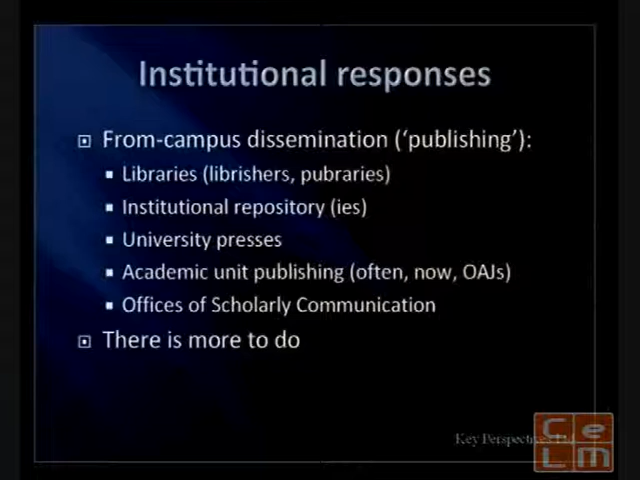 Institutional responses
From-campus dissemination ('publishing'):
Libraries (librishers, pubraries)
Institutional repository (ies)
University presses
Academic unit publishing (often, now, OAJs)
Offices of Scholarly Communication
There is more to do
Key Perspectives Ltd
C e
L m